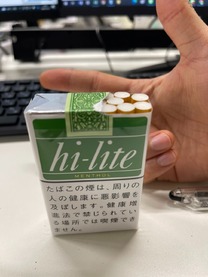 hi-lite
MENTHOL
たばこの煙は、周りの
人の健康に悪影響を
及ぼします。健康増
進法で禁じられてい
る場所では喫煙でき
ません。